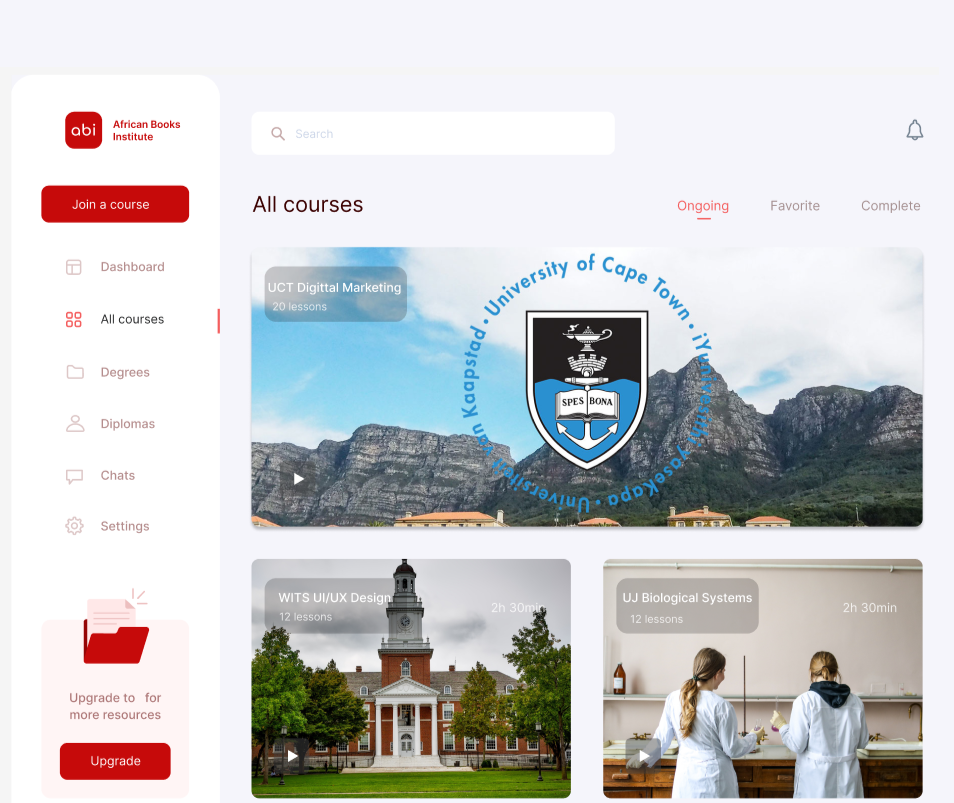 abi
African Books
Institute
Join a course
Dashboard
All courses
Degrees
Diplomas
Chats
Settings
Upgrade to for
more resources
Upgrade
Search
All courses
Ongoing
Favorite
Complete
UCT Digittal Marketing
20 lessons
University of Cape Town • iYunivesithi yaseKapa • Universiteit van Kaapstad •
SPES BONA
WITS UI/UX Design
12 lessons
2h 30min
UJ Biological Systems
12 lessons
2h 30min